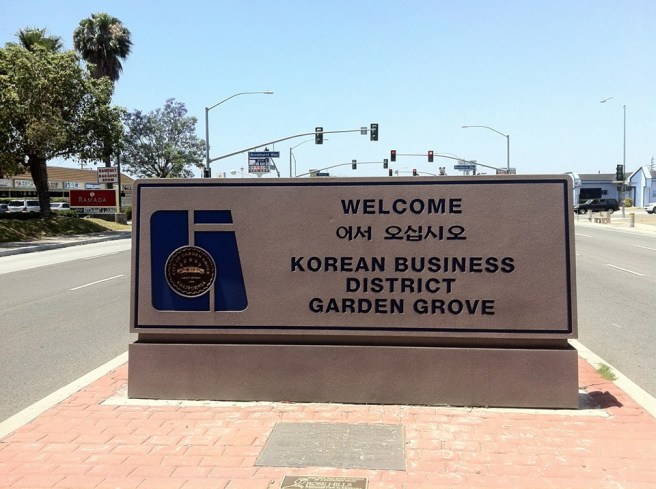 WELCOME
어서 오십시오
KOREAN BUSINESS
DISTRICT
GARDEN GROVE
RAMADA